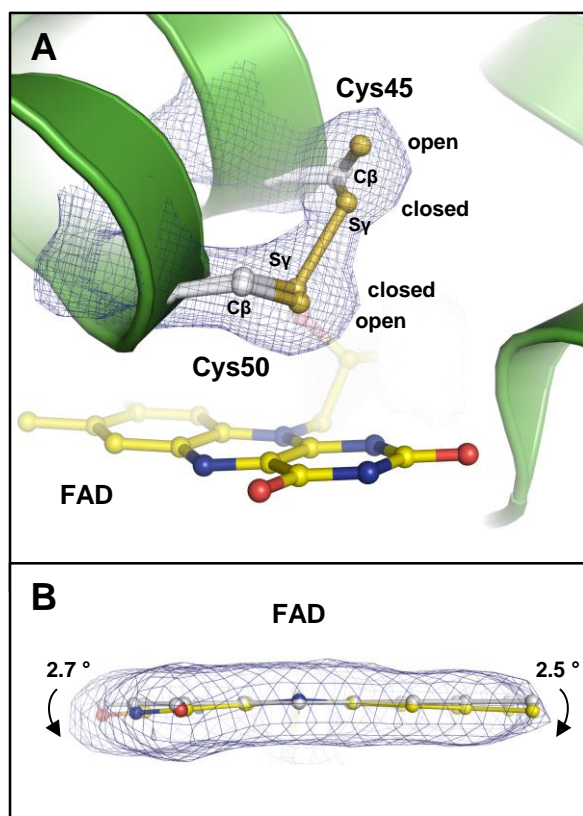 A
Cys45
open
Cβ
closed
Sγ
Sγ
closed
Cβ
open
Cys50
FAD
B
FAD
2.7 °
2.5 °